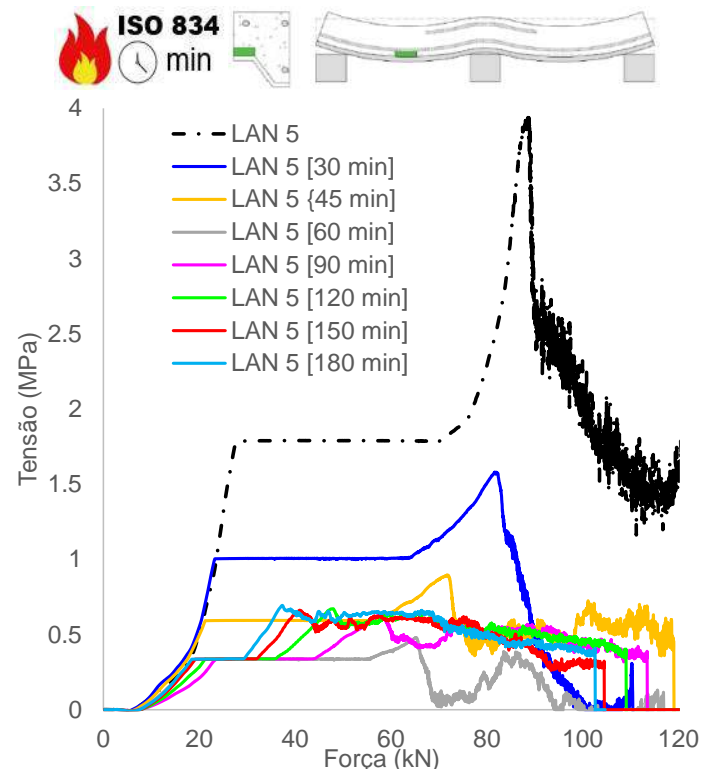 ISO 834
min
4
3.5
3
2.5
2
1.5
1
0.5
0
Tensão (MPa)
LAN 5
LAN 5 [30 min]
LAN 5 {45 min]
LAN 5 [60 min]
LAN 5 [90 min]
LAN 5 [120 min]
LAN 5 [150 min]
LAN 5 [180 min]
0 20 40 60 80 100 120
Força (kN)